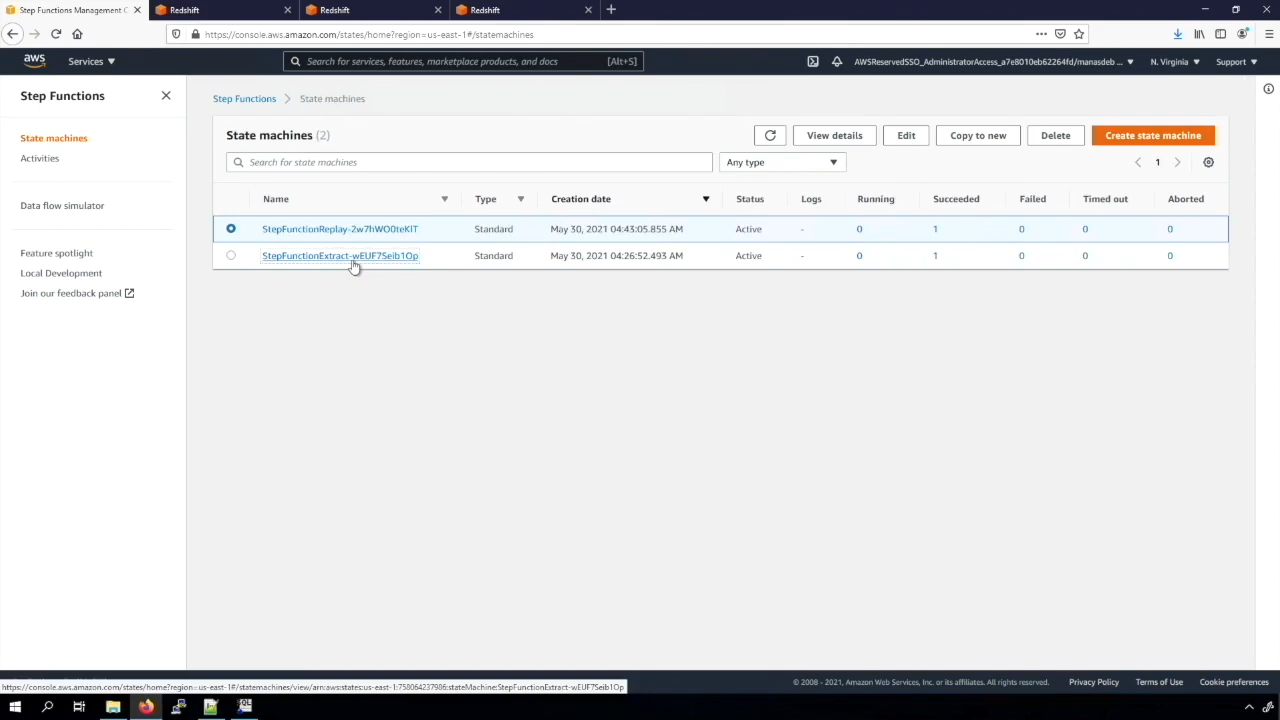 Step Functions Management C
Redshift
Redshift
Redshift
https://console.aws.amazon.com/states/home?region=us-east-1#/statemachines
aws
Services
Search for services, features, marketplace products, and docs [Alt+S]
AWSReservedSSO_AdministratorAccess_a7e8010eb62264fd/manasdeb ...
N. Virginia
Support
Step Functions
State machines
Activities
Data flow simulator
Feature spotlight
Local Development
Join our feedback panel
Step Functions > State machines
State machines (2)
View details
Edit
Copy to new
Delete
Create state machine
Search for state machines
Any type
1
Name Type Creation date Status Logs Running Succeeded Failed Timed out Aborted
StepFunctionReplay-2w7hWO0teKIT Standard May 30, 2021 04:43:05.855 AM Active - 0 1 0 0 0
StepFunctionExtract-wEUF7Seib1Op Standard May 30, 2021 04:26:52.493 AM Active - 0 1 0 0 0
https://console.aws.amazon.com/states/home?region=us-east-1#/statemachines/view/arn:aws:states:us-east-1:758064237986:stateMachine:StepFunctionExtract-wEUF7Seib1Op
© 2008 - 2021, Amazon Web Services, Inc. or its affiliates. All rights reserved.
Privacy Policy
Terms of Use
Cookie preferences